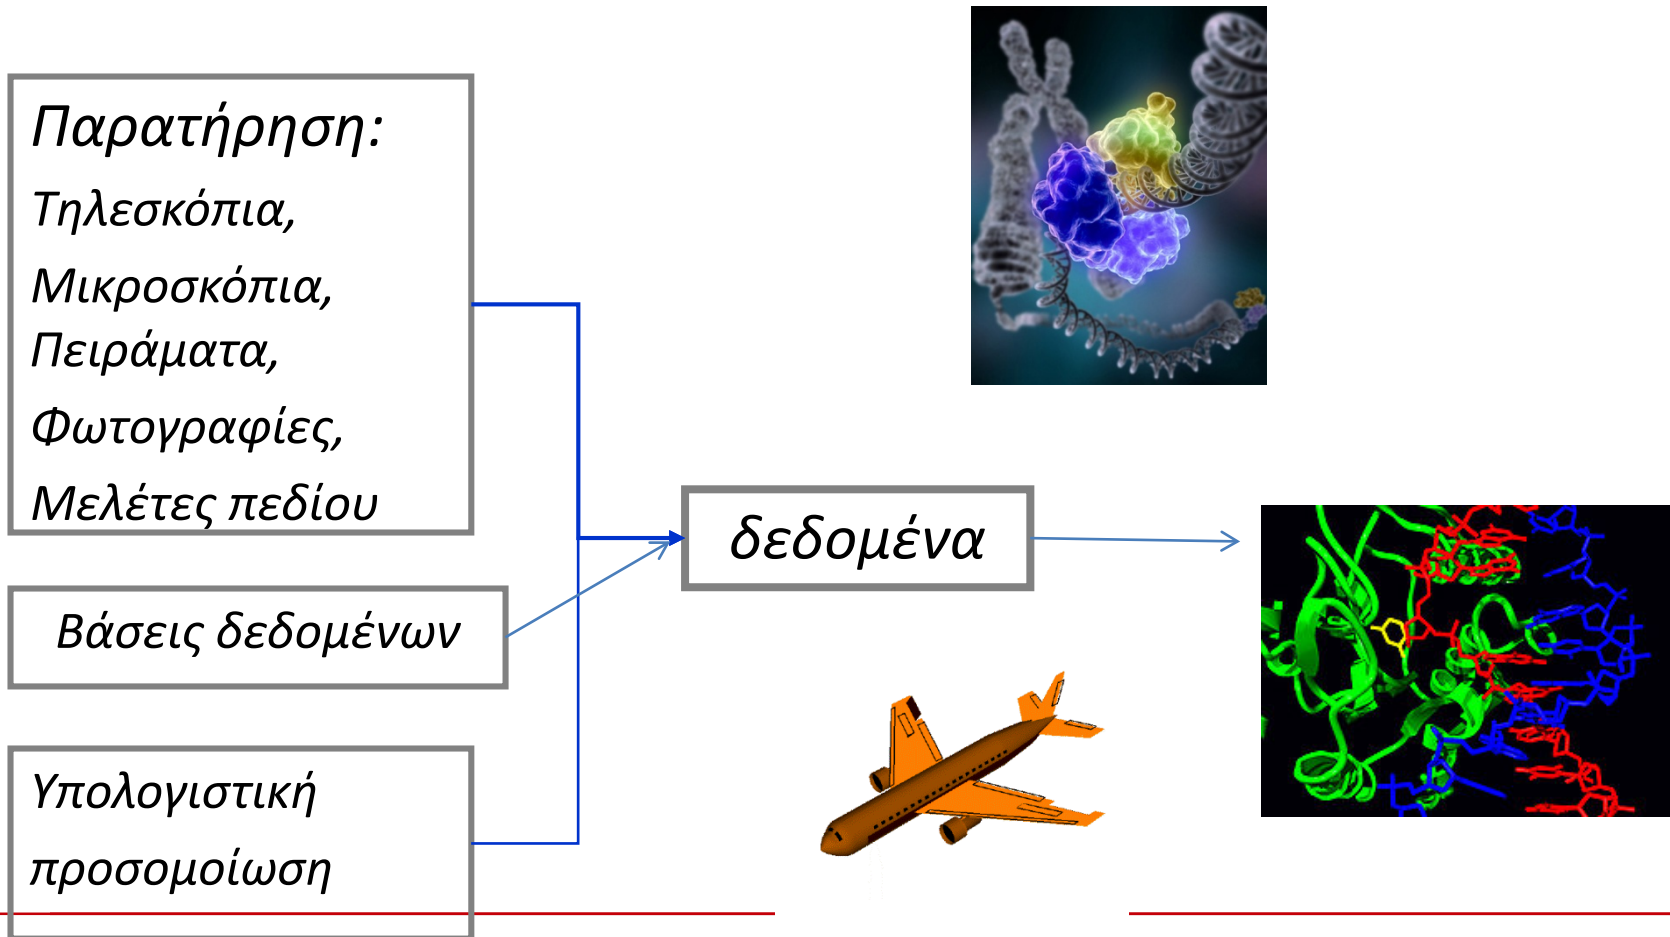 Παρατήρηση:
Τηλεσκόπια,
Μικροσκόπια,
Πειράματα,
Φωτογραφίες,
Μελέτες πεδίου
δεδομένα
Βάσεις δεδομένων
Υπολογιστική
προσομοίωση